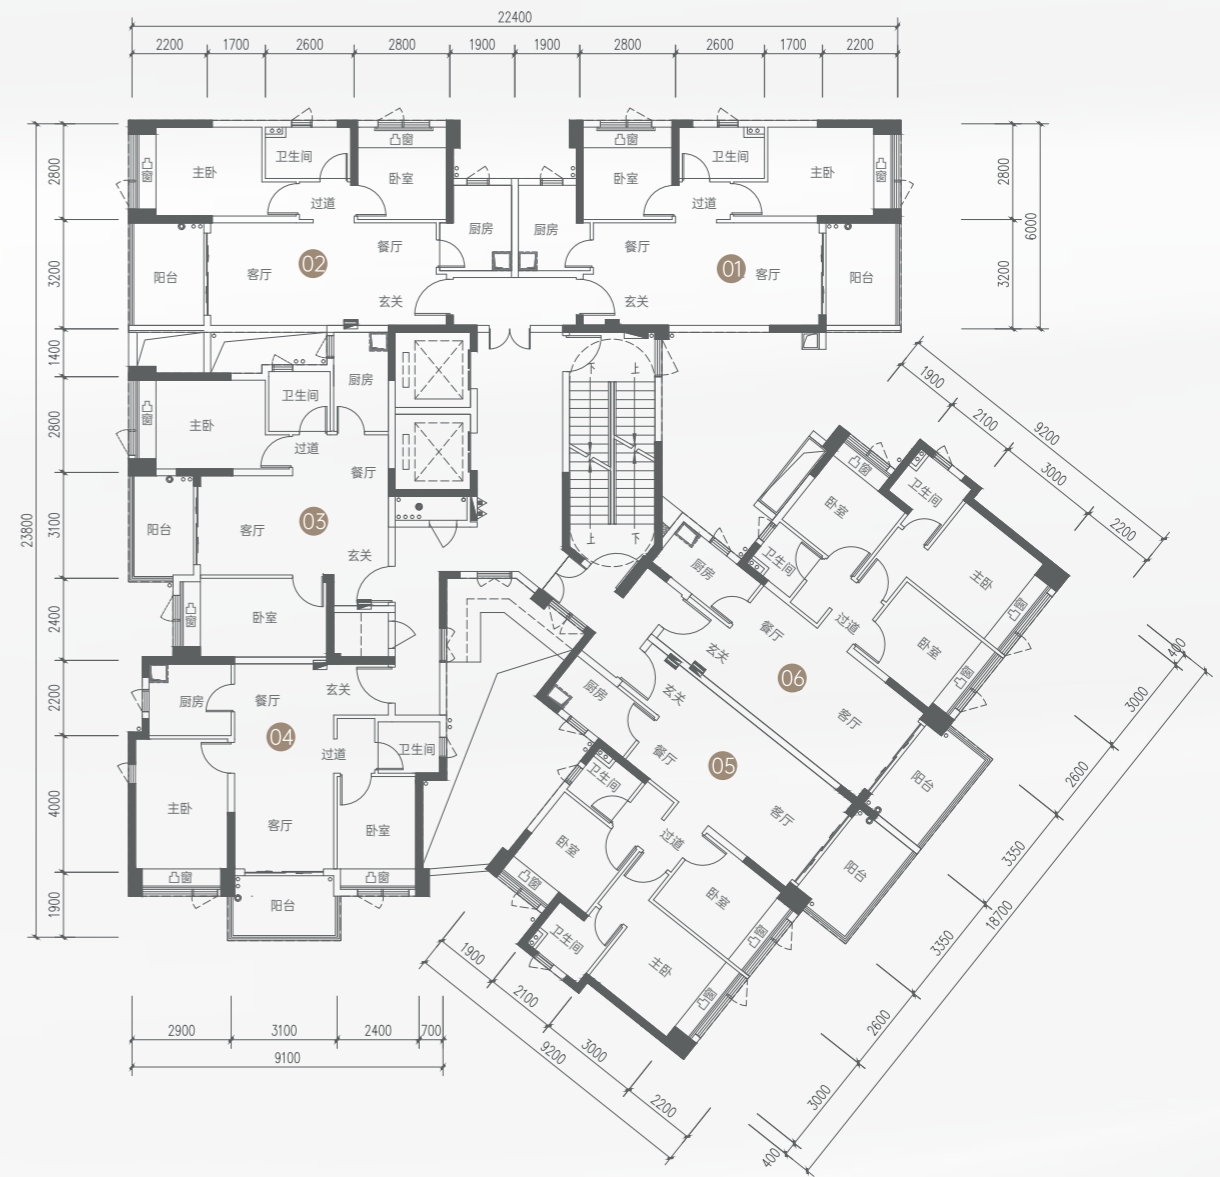 22400
2200 1700 2600 2800 1900 1900 2800 2600 1700 2200
凸窗 凸窗
卫生间 卫生间
凸窗 主卧 卧室 卧室 主卧 凸窗
过道 过道
厨房 厨房
餐厅 餐厅
阳台 客厅 02 01 客厅 阳台
玄关 玄关
2800
3200
1400
2800
3100
2400
2200
4000
1900
23800
2800
3200
6000
厨房
卫生间
凸窗 主卧
过道
餐厅
阳台 客厅 03
玄关
凸窗 卧室
下 上
上 下
玄关
厨房 餐厅
04
过道 卫生间
主卧
客厅 卧室
凸窗 凸窗
阳台
2900 3100 2400 700
9100
1900
2100
3000
2200
9200
凸窗
卫生间
卧室
卫生间
主卧
凸窗
厨房
餐厅
过道
卧室
凸窗
玄关
06
客厅
阳台
玄关
厨房
餐厅
05
卫生间
客厅
过道
阳台
卧室
凸窗
卧室
凸窗
卫生间
主卧
凸窗
400
3000
2600
3350
3350
2600
3000
400
18700
1900
2100
3000
2200
9200